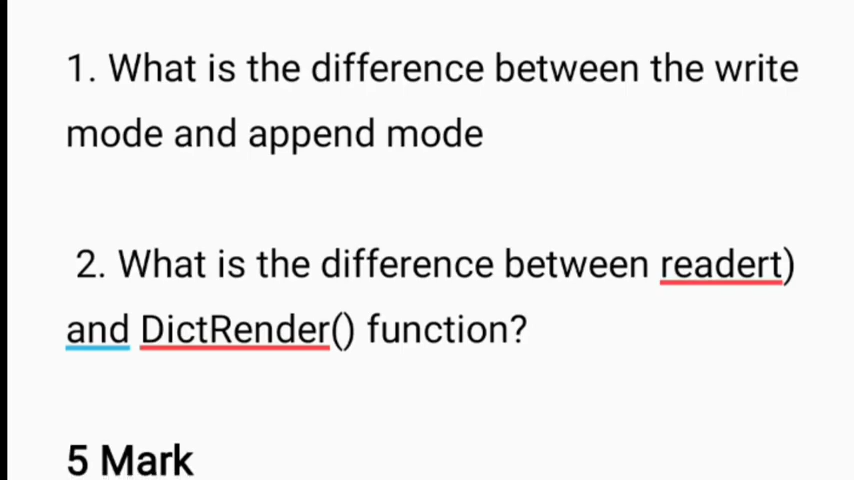 1. What is the difference between the write
mode and append mode
2. What is the difference between readert)
and DictRender() function?
5 Mark